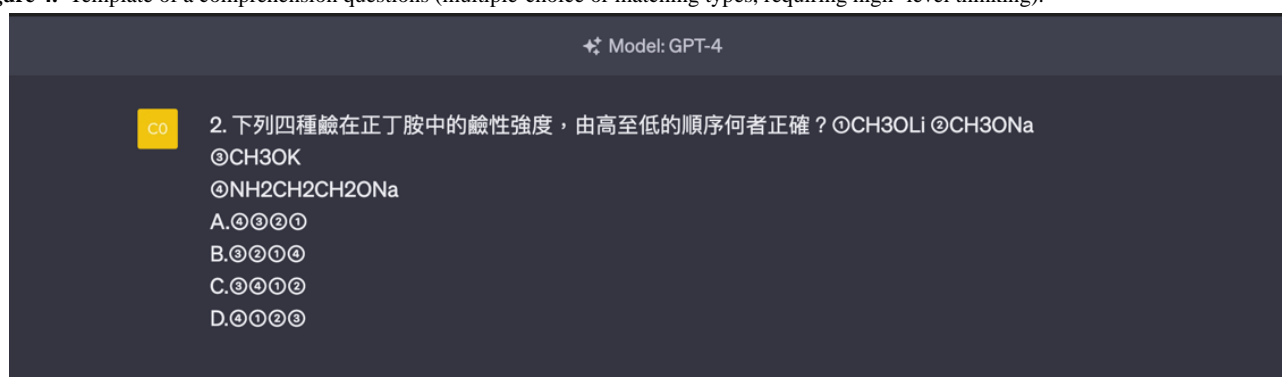 Template of a comprehension questions (multiple-choice or matching types, requiring high-level thinking).
Model: GPT-4
CO
2. 下列四種鹼在正丁胺中的鹼性強度，由高至低的順序何者正確？①CH3OLi ②CH3ONa
③CH3OK
④NH2CH2CH2ONa
A.④③②①
B.③②①④
C.③④①②
D.④①②③